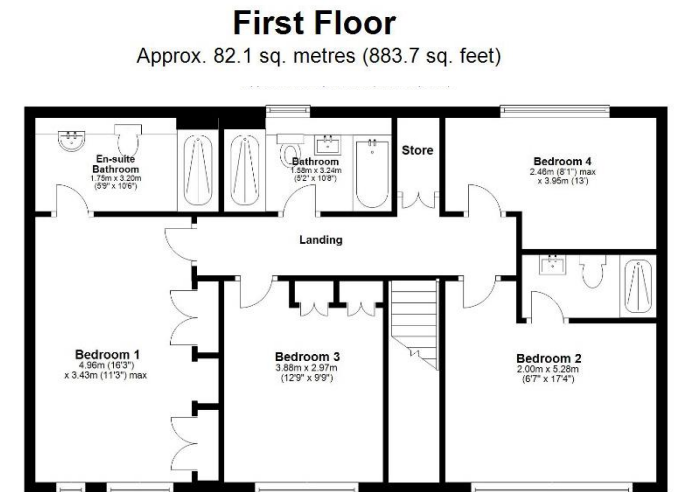 First Floor
Approx. 82.1 sq. metres (883.7 sq. feet)
En-suite
Bathroom
1.75m x 3.20m
(5'9" x 10'6")
Bathroom
1.58m x 3.24m
(5'2" x 10'8")
Store
Bedroom 4
2.46m (8'1") max
x 3.95m (13')
Landing
Bedroom 1
4.96m (16'3")
x 3.43m (11'3") max
Bedroom 3
3.88m x 2.97m
(12'9" x 9'9")
Bedroom 2
2.00m x 5.28m
(6'7" x 17'4")